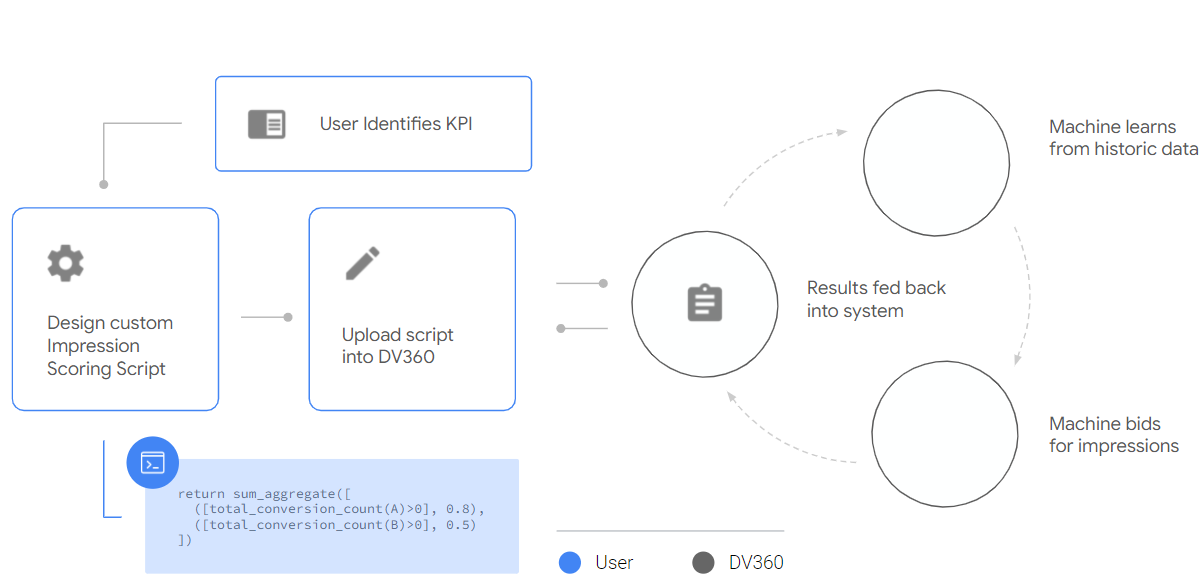 User Identifies KPI
Design custom
Impression
Scoring Script
Upload script
into DV360
return sum_aggregate([
([total_conversion_count(A)>0], 0.8),
([total_conversion_count(B)>0], 0.5)
])
Machine learns
from historic data
Results fed back
into system
Machine bids
for impressions
User
DV360